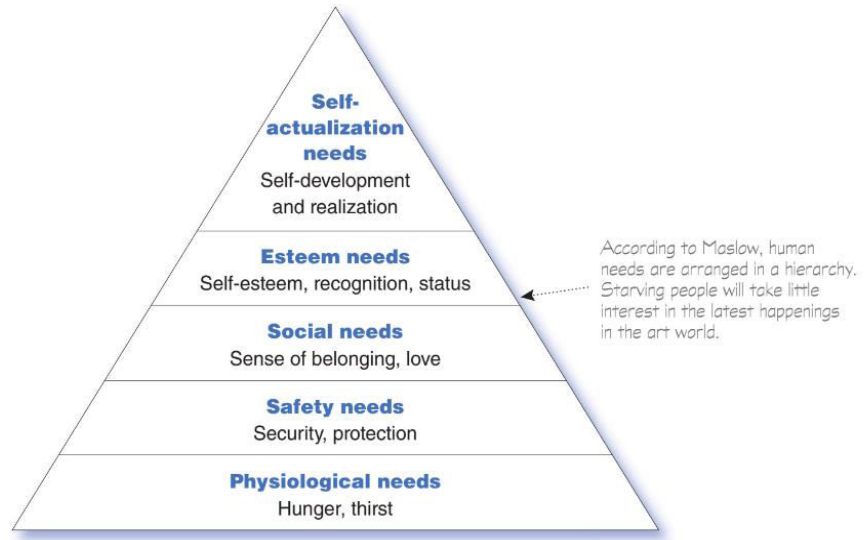 Self-
actualization
needs
Self-development
and realization
Esteem needs
Self-esteem, recognition, status
Social needs
Sense of belonging, love
Safety needs
Security, protection
Physiological needs
Hunger, thirst
According to Maslow, human
needs are arranged in a hierarchy.
Starving people will take little
interest in the latest happenings
in the art world.